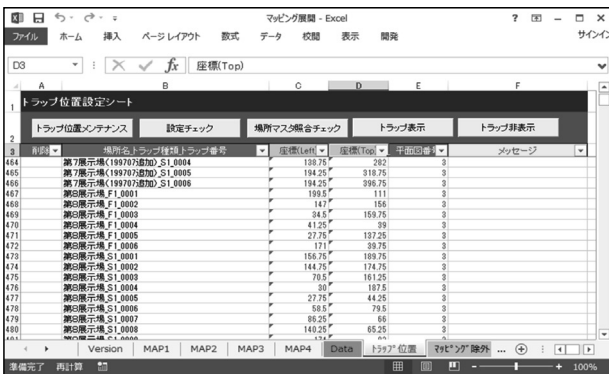 マッピング展開 - Excel
ファイル ホーム 挿入 ページ レイアウト 数式 データ 校閲 表示 開発 サインイン
D3 fx 座標(Top)
A B C D E F
1 トラップ位置設定シート
2 トラップ位置メンテナンス 設定チェック 場所マスタ照合チェック トラップ表示 トラップ非表示
3 削除 場所名トラップ種類トラップ番号 座標(Left 座標(Top 平面図番 メッセージ
464 第7展示場(199707追加)_S1_0004 138.75 282 3
465 第7展示場(199707追加)_S1_0005 194.25 318.75 3
466 第7展示場(199707追加)_S1_0006 194.25 396.75 3
467 第8展示場_F1_0001 199.5 111 3
468 第8展示場_F1_0002 147 156 3
469 第8展示場_F1_0003 34.5 159.75 3
470 第8展示場_F1_0004 41.25 39 3
471 第8展示場_F1_0005 27.75 137.25 3
472 第8展示場_F1_0006 171 39.75 3
473 第8展示場_S1_0001 156.75 189.75 3
474 第8展示場_S1_0002 144.75 174.75 3
475 第8展示場_S1_0003 70.5 161.25 3
476 第8展示場_S1_0004 30 187.5 3
477 第8展示場_S1_0005 27.75 44.25 3
478 第8展示場_S1_0006 58.5 79.5 3
479 第8展示場_S1_0007 86.25 66 3
480 第8展示場_S1_0008 140.25 65.25 3
Version MAP1 MAP2 MAP3 MAP4 Data トラップ位置 マッピング除外 ...
準備完了 再計算 100%